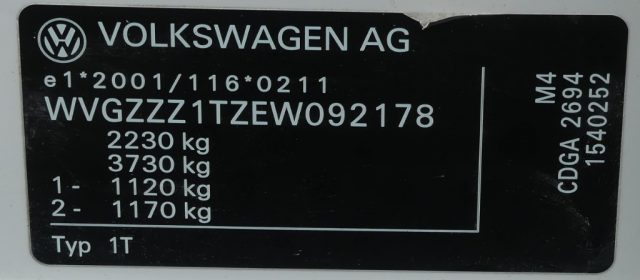 VOLKSWAGEN AG
e1*2001/116*0211
WVGZZZ1TZEW092178
2230 kg
3730 kg
1 - 1120 kg
2 - 1170 kg
Typ 1T
M4
CDGA 2694
1540252